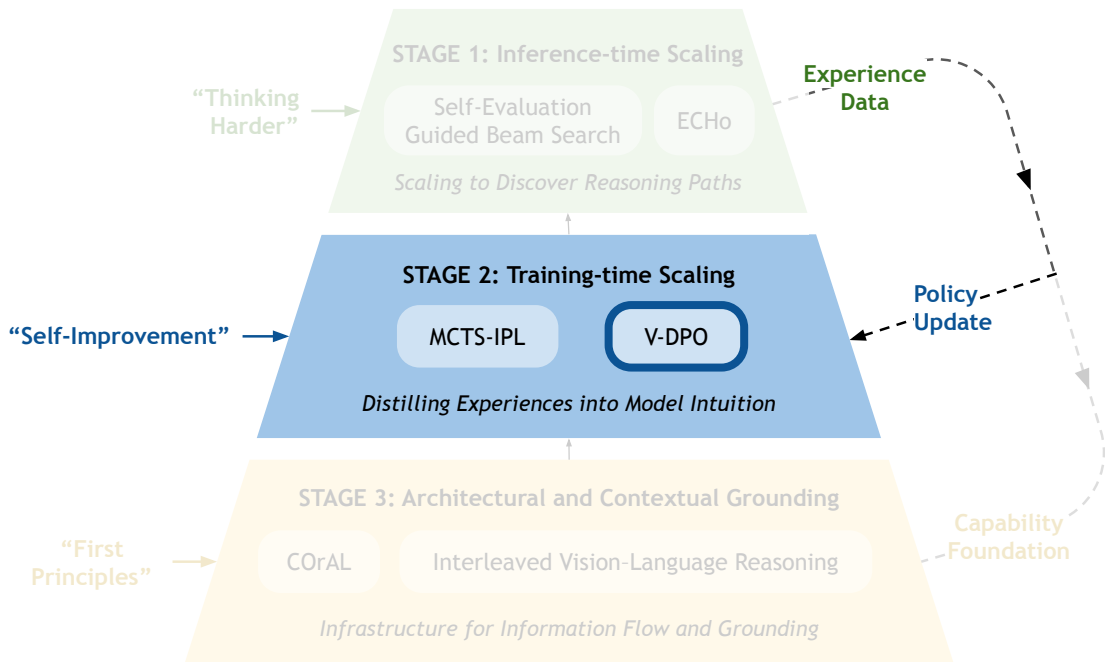 STAGE 1: Inference-time Scaling
Experience
Data
“Thinking
Harder”
Self-Evaluation
Guided Beam Search
ECHo
Scaling to Discover Reasoning Paths
STAGE 2: Training-time Scaling
Policy
Update
“Self-Improvement”
MCTS-IPL
V-DPO
Distilling Experiences into Model Intuition
STAGE 3: Architectural and Contextual Grounding
Capability
Foundation
“First
Principles”
COrAL
Interleaved Vision–Language Reasoning
Infrastructure for Information Flow and Grounding